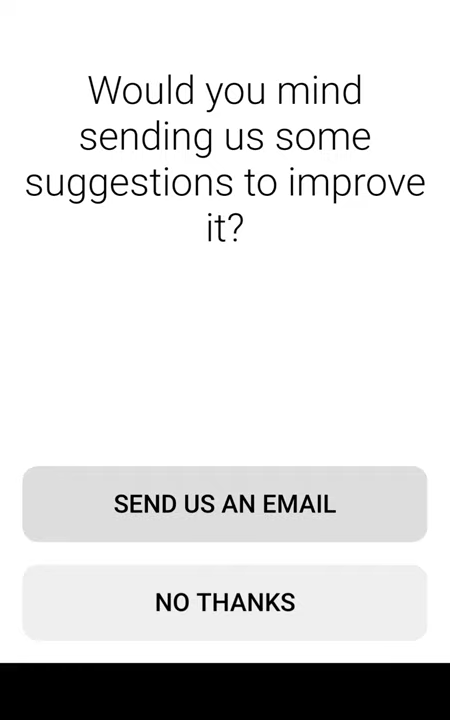 Would you mind
sending us some
suggestions to improve
it?
SEND US AN EMAIL
NO THANKS